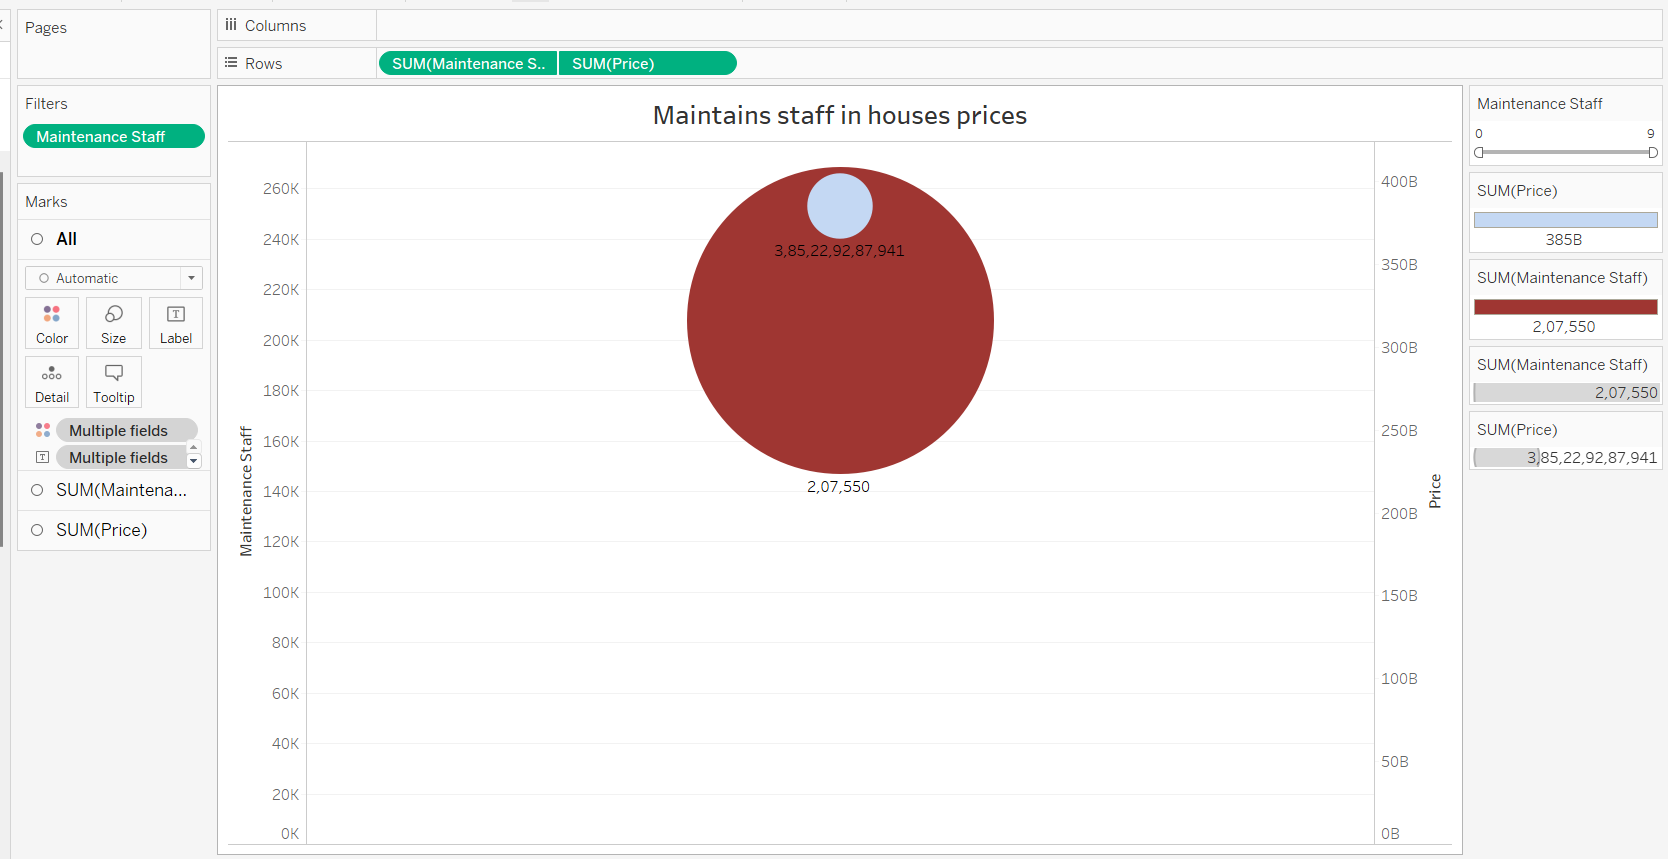 Pages
Columns
Rows
SUM(Maintenance S..
SUM(Price)
Filters
Maintenance Staff
Marks
All
Automatic
Color
Size
Label
Detail
Tooltip
Multiple fields
Multiple fields
SUM(Maintena...
SUM(Price)
Maintains staff in houses prices
Maintenance Staff
260K
240K
220K
200K
180K
160K
140K
120K
100K
80K
60K
40K
20K
0K
3,85,22,92,87,941
2,07,550
400B
350B
300B
250B
200B
150B
100B
50B
0B
Price
Maintenance Staff
0 9
SUM(Price)
385B
SUM(Maintenance Staff)
2,07,550
SUM(Maintenance Staff)
2,07,550
SUM(Price)
3,85,22,92,87,941